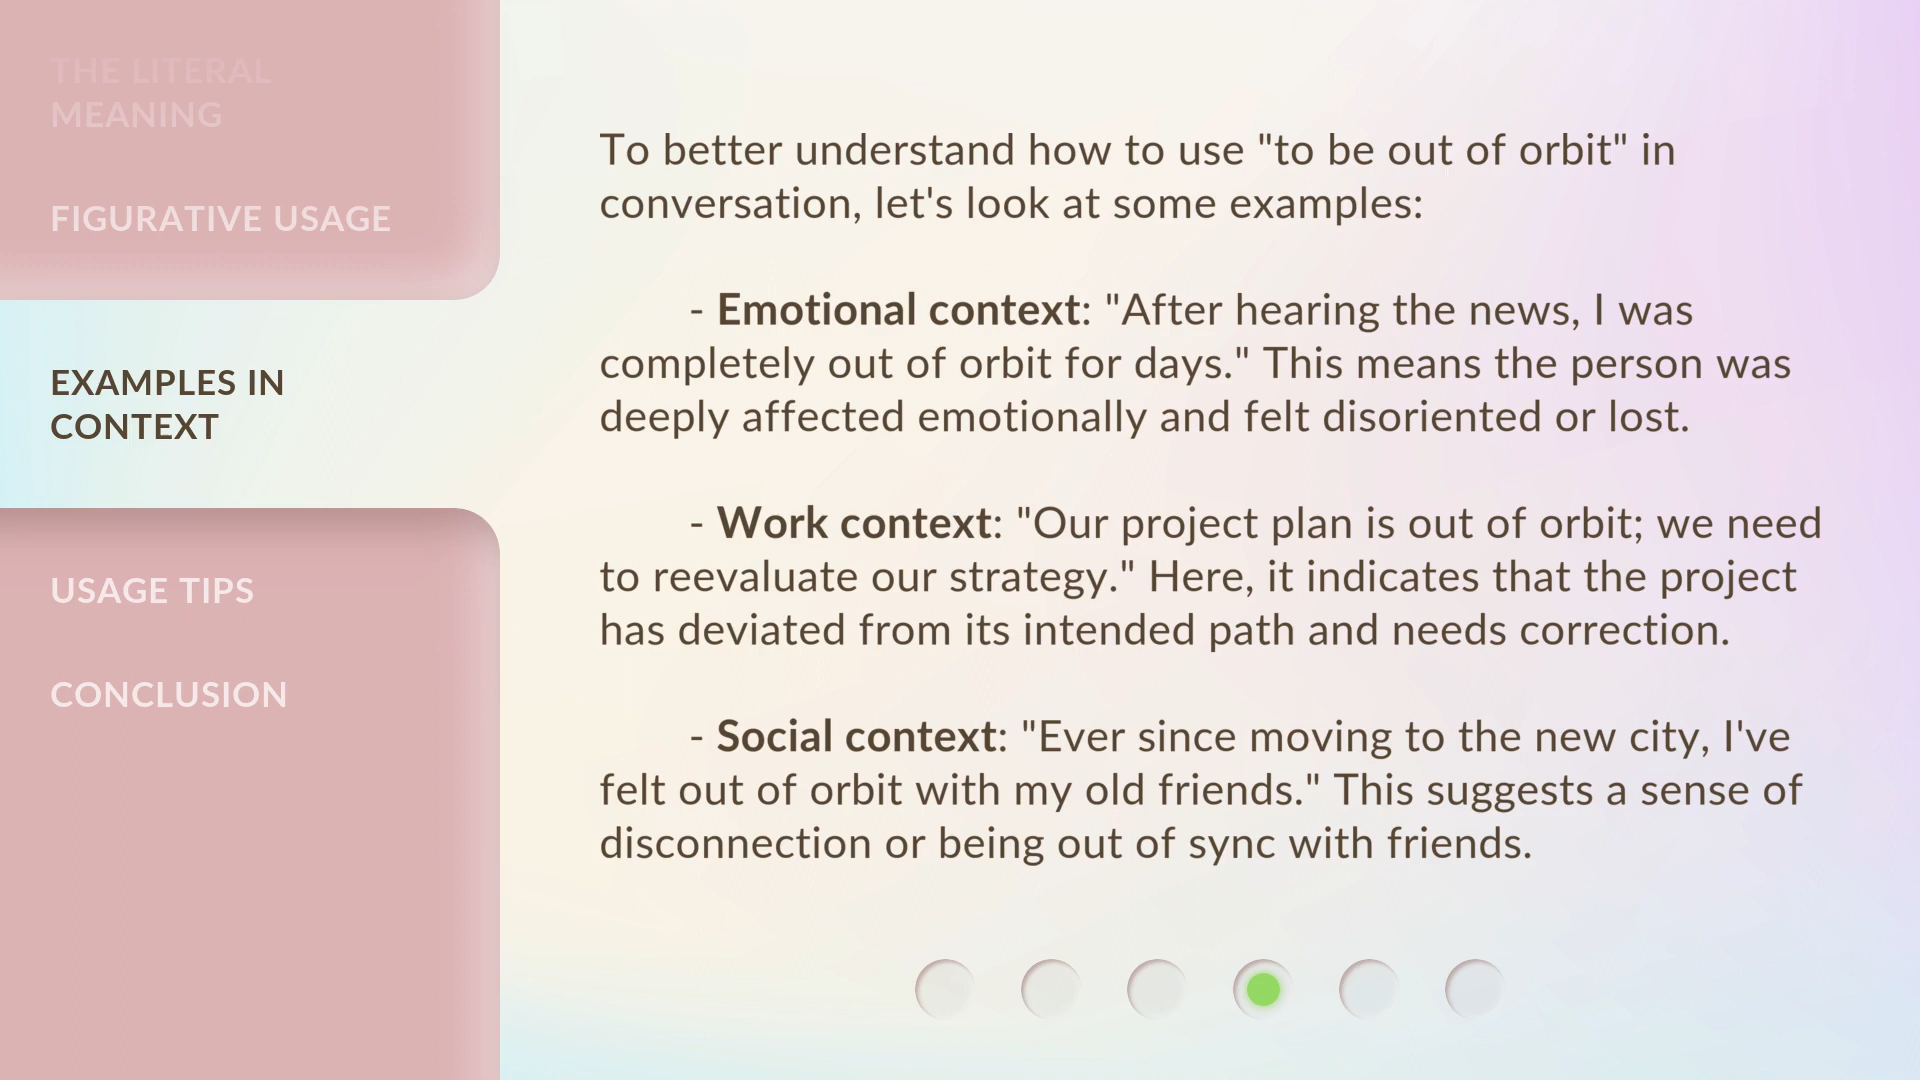 THE LITERAL
MEANING
FIGURATIVE USAGE
EXAMPLES IN
CONTEXT
USAGE TIPS
CONCLUSION
To better understand how to use "to be out of orbit" in
conversation, let's look at some examples:
- Emotional context: "After hearing the news, I was
completely out of orbit for days." This means the person was
deeply affected emotionally and felt disoriented or lost.
- Work context: "Our project plan is out of orbit; we need
to reevaluate our strategy." Here, it indicates that the project
has deviated from its intended path and needs correction.
- Social context: "Ever since moving to the new city, I've
felt out of orbit with my old friends." This suggests a sense of
disconnection or being out of sync with friends.